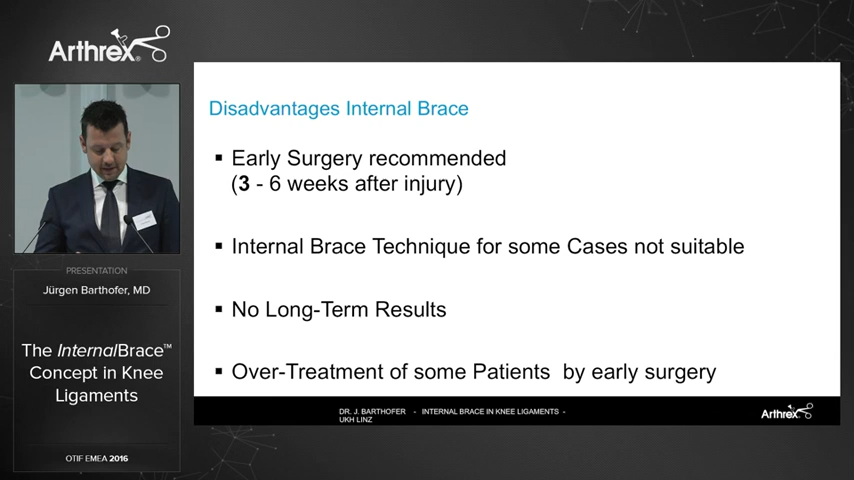 Arthrex®
PRESENTATION
Jürgen Barthofer, MD
The InternalBrace™
Concept in Knee
Ligaments
OTIF EMEA 2016
Disadvantages Internal Brace
▪ Early Surgery recommended
(3 - 6 weeks after injury)
▪ Internal Brace Technique for some Cases not suitable
▪ No Long-Term Results
▪ Over-Treatment of some Patients by early surgery
DR. J. BARTHOFER - INTERNAL BRACE IN KNEE LIGAMENTS -
UKH LINZ
Arthrex